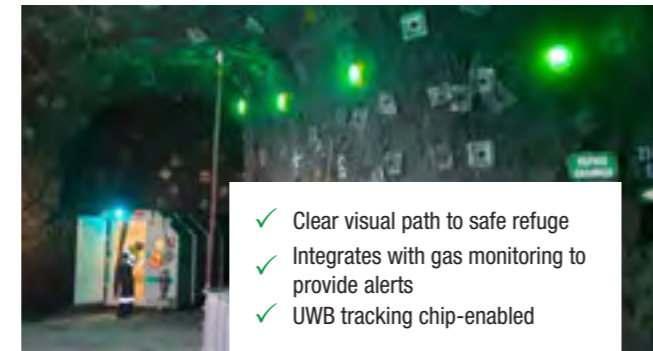 REFUGE
CHAMBER
Clear visual path to safe refuge
Integrates with gas monitoring to
provide alerts
UWB tracking chip-enabled